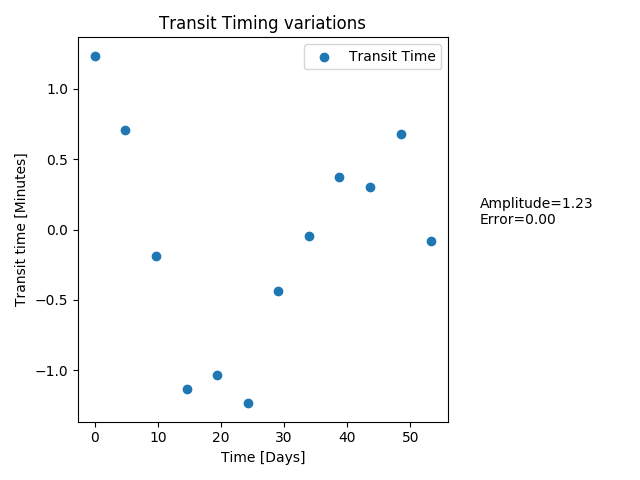 Transit Timing variations
Transit Time
1.0
0.5
0.0
−0.5
−1.0
Transit time [Minutes]
0
10
20
30
40
50
Time [Days]
Amplitude=1.23
Error=0.00